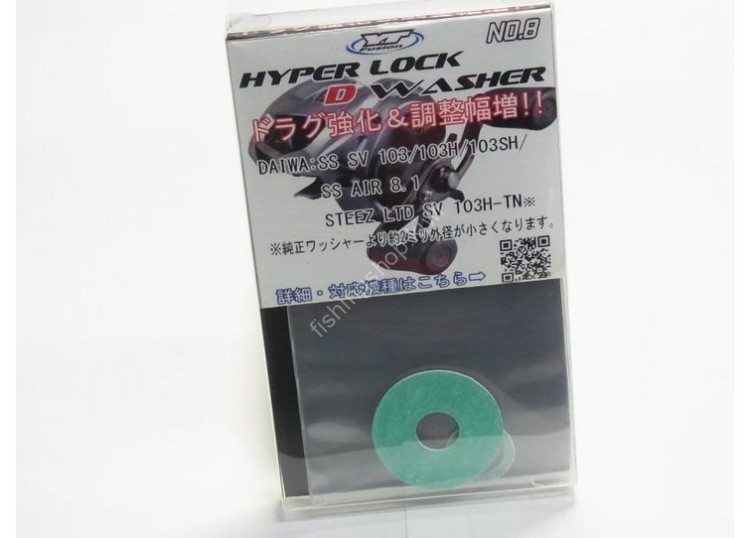 YT
Fusion
NO.8
HYPER LOCK
D WASHER
ドラグ強化&調整幅増!!
DAIWA:SS SV 103/103H/103SH/
SS AIR 8.1
STEEZ LTD SV 103H-TN※
※純正ワッシャーより約2ミリ外径が小さくなります。
詳細・対応機種はこちら⇒